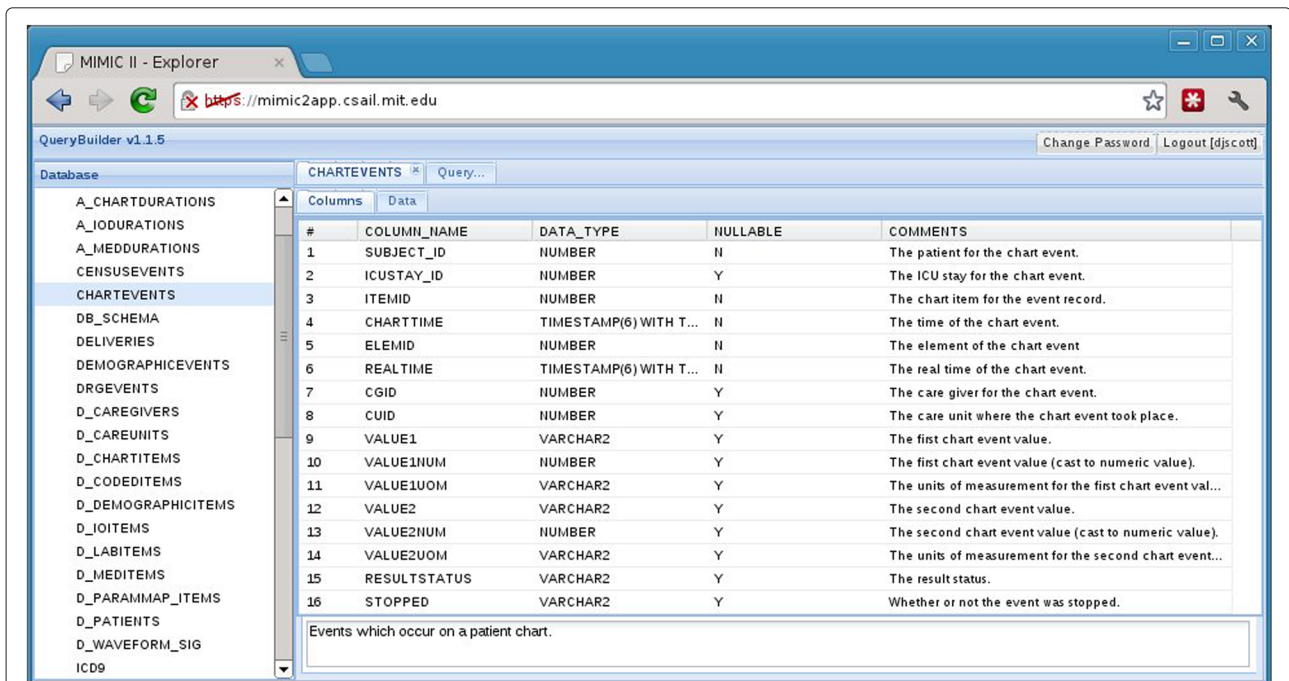 MIMIC II - Explorer
https://mimic2app.csail.mit.edu
QueryBuilder v1.1.5
Change Password Logout [djscott]
Database
A_CHARTDURATIONS
A_IODURATIONS
A_MEDDURATIONS
CENSUSEVENTS
CHARTEVENTS
DB_SCHEMA
DELIVERIES
DEMOGRAPHICEVENTS
DRGEVENTS
D_CAREGIVERS
D_CAREUNITS
D_CHARTITEMS
D_CODEDITEMS
D_DEMOGRAPHICITEMS
D_IOITEMS
D_LABITEMS
D_MEDITEMS
D_PARAMMAP_ITEMS
D_PATIENTS
D_WAVEFORM_SIG
ICD9
CHARTEVENTS Query...
Columns Data
# COLUMN_NAME DATA_TYPE NULLABLE COMMENTS
1 SUBJECT_ID NUMBER N The patient for the chart event.
2 ICUSTAY_ID NUMBER Y The ICU stay for the chart event.
3 ITEMID NUMBER N The chart item for the event record.
4 CHARTTIME TIMESTAMP(6) WITH T... N The time of the chart event.
5 ELEMID NUMBER N The element of the chart event
6 REALTIME TIMESTAMP(6) WITH T... N The real time of the chart event.
7 CGID NUMBER Y The care giver for the chart event.
8 CUID NUMBER Y The care unit where the chart event took place.
9 VALUE1 VARCHAR2 Y The first chart event value.
10 VALUE1NUM NUMBER Y The first chart event value (cast to numeric value).
11 VALUE1UOM VARCHAR2 Y The units of measurement for the first chart event val...
12 VALUE2 VARCHAR2 Y The second chart event value.
13 VALUE2NUM NUMBER Y The second chart event value (cast to numeric value).
14 VALUE2UOM VARCHAR2 Y The units of measurement for the second chart event...
15 RESULTSTATUS VARCHAR2 Y The result status.
16 STOPPED VARCHAR2 Y Whether or not the event was stopped.
Events which occur on a patient chart.